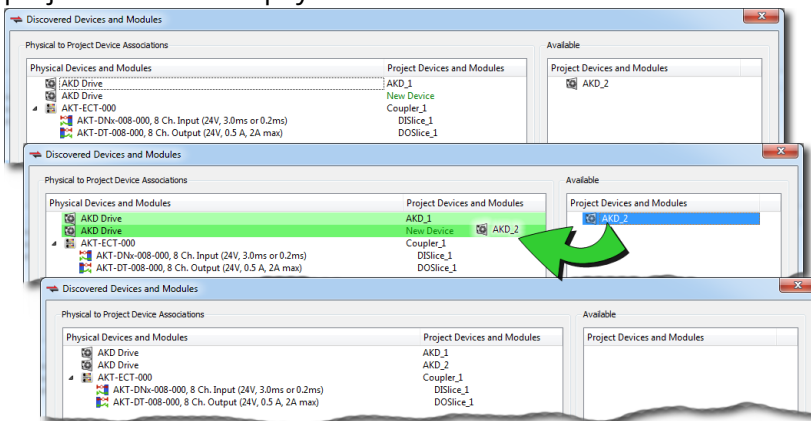 Discovered Devices and Modules
Physical to Project Device Associations
Available
Physical Devices and Modules Project Devices and Modules
Project Devices and Modules
AKD Drive AKD_1
AKD_2
AKD Drive New Device
AKT-ECT-000 Coupler_1
AKT-DNx-008-000, 8 Ch. Input (24V, 3.0ms or 0.2ms) DISlice_1
AKT-DT-008-000, 8 Ch. Output (24V, 0.5 A, 2A max) DOSlice_1
Discovered Devices and Modules
Physical to Project Device Associations
Available
Physical Devices and Modules Project Devices and Modules
Project Devices and Modules
AKD Drive AKD_1
AKD_2
AKD Drive New Device AKD_2
AKT-ECT-000 Coupler_1
AKT-DNx-008-000, 8 Ch. Input (24V, 3.0ms or 0.2ms) DISlice_1
AKT-DT-008-000, 8 Ch. Output (24V, 0.5 A, 2A max) DOSlice_1
Discovered Devices and Modules
Physical to Project Device Associations
Available
Physical Devices and Modules Project Devices and Modules
Project Devices and Modules
AKD Drive AKD_1
AKD Drive AKD_2
AKT-ECT-000 Coupler_1
AKT-DNx-008-000, 8 Ch. Input (24V, 3.0ms or 0.2ms) DISlice_1
AKT-DT-008-000, 8 Ch. Output (24V, 0.5 A, 2A max) DOSlice_1